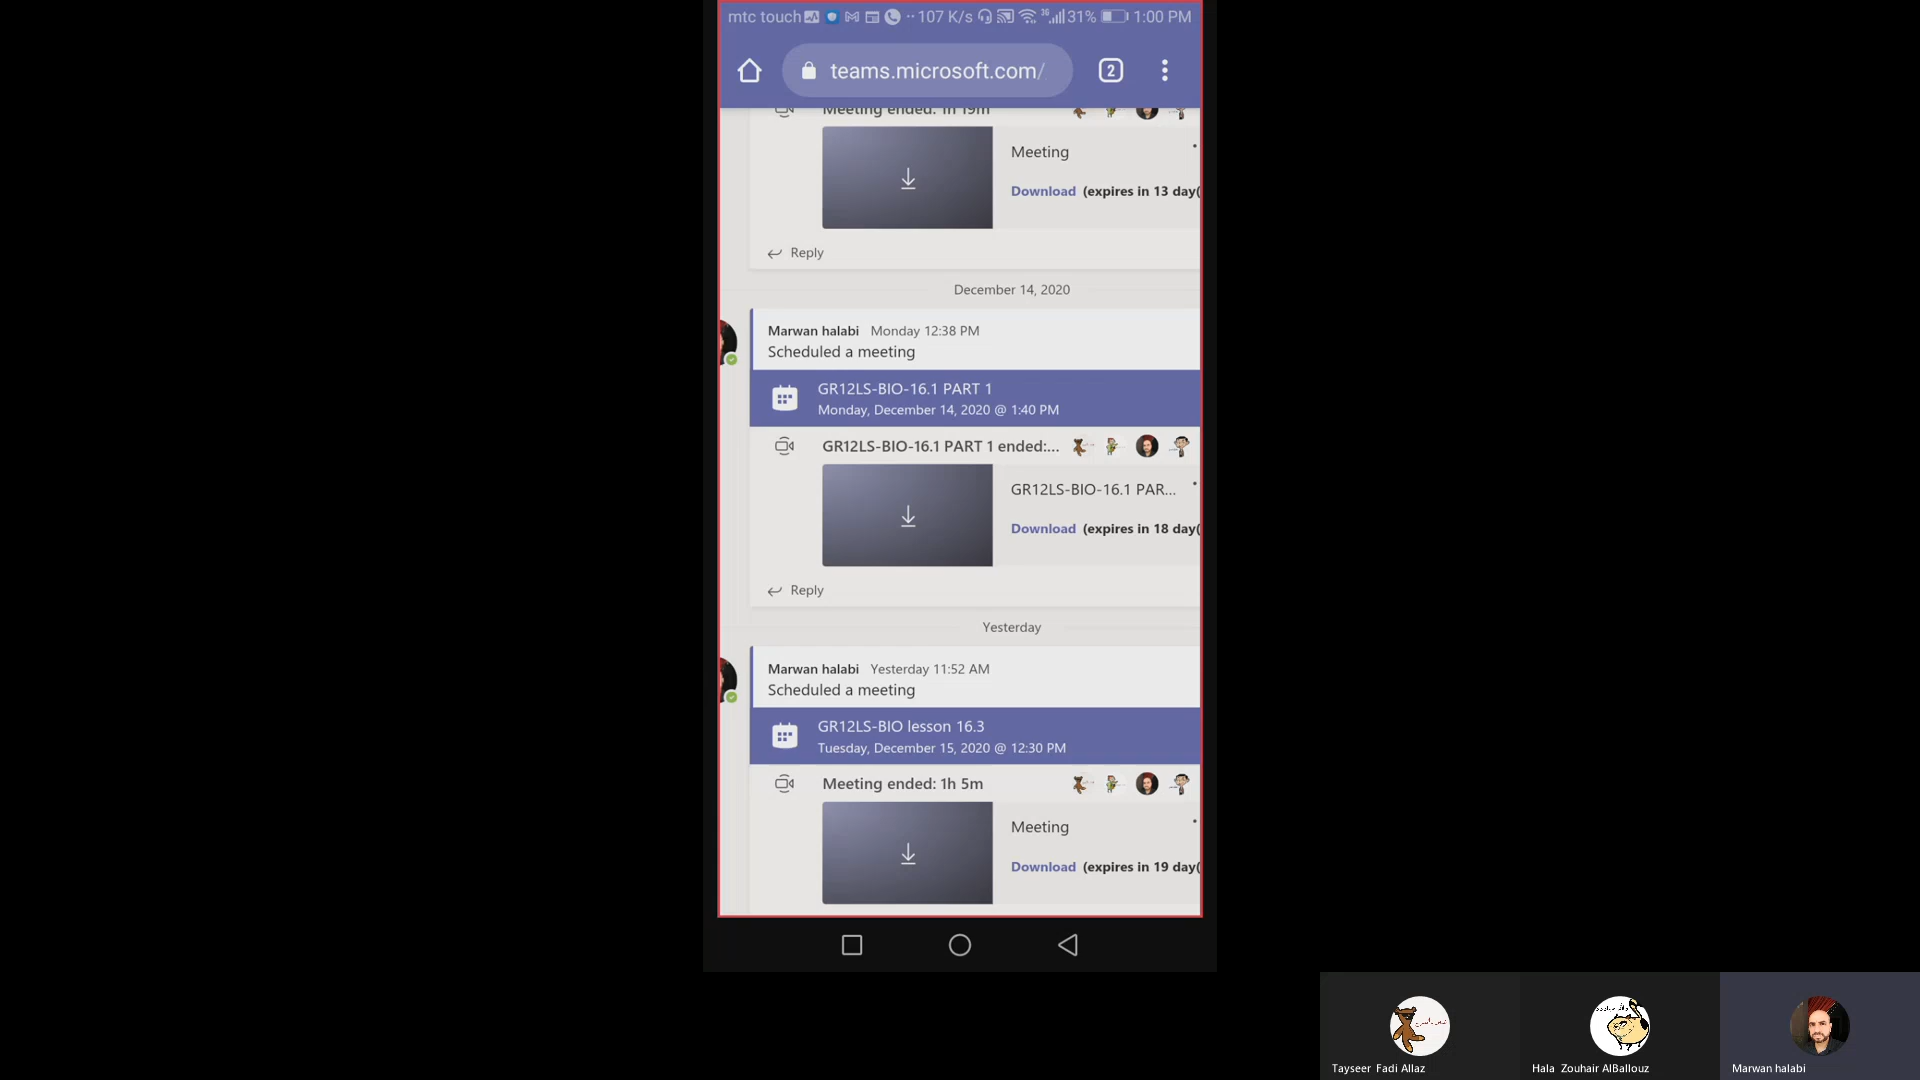 mtc touch 107 K/s 3G 31% 1:00 PM
teams.microsoft.com/ 2
Meeting ended: 1h 19m
Meeting
Download (expires in 13 day(
Reply
December 14, 2020
Marwan halabi Monday 12:38 PM
Scheduled a meeting
GR12LS-BIO-16.1 PART 1
Monday, December 14, 2020 @ 1:40 PM
GR12LS-BIO-16.1 PART 1 ended:...
GR12LS-BIO-16.1 PAR...
Download (expires in 18 day(
Reply
Yesterday
Marwan halabi Yesterday 11:52 AM
Scheduled a meeting
GR12LS-BIO lesson 16.3
Tuesday, December 15, 2020 @ 12:30 PM
Meeting ended: 1h 5m
Meeting
Download (expires in 19 day(
Tayseer Fadi Allaz
Hala Zouhair AlBallouz
Marwan halabi